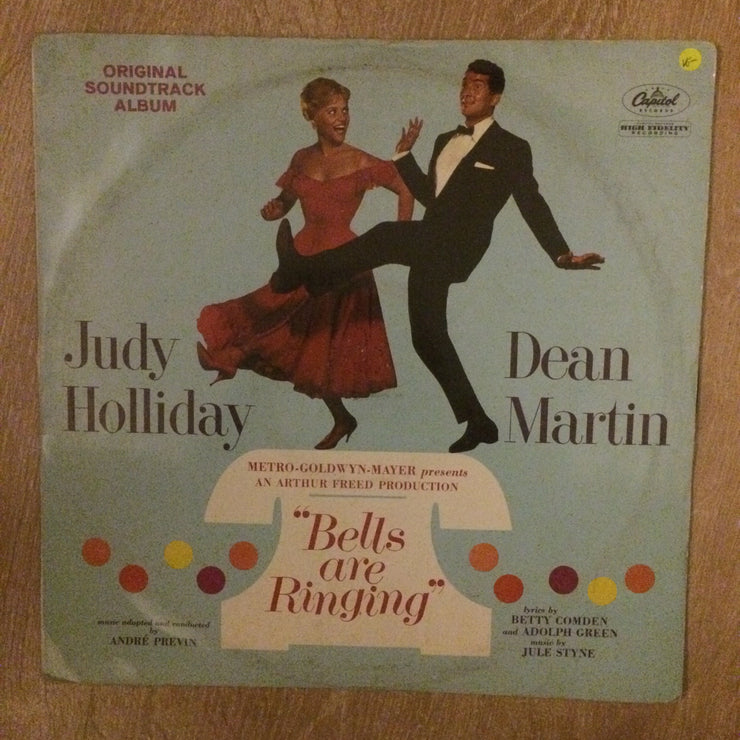 ORIGINAL
SOUNDTRACK
ALBUM
Capitol
RECORDS
HIGH FIDELITY
RECORDING
Judy
Holliday
Dean
Martin
METRO-GOLDWYN-MAYER presents
AN ARTHUR FREED PRODUCTION
“Bells
are
Ringing”
music adapted and conducted
by
ANDRÉ PREVIN
lyrics by
BETTY COMDEN
and ADOLPH GREEN
music by
JULE STYNE